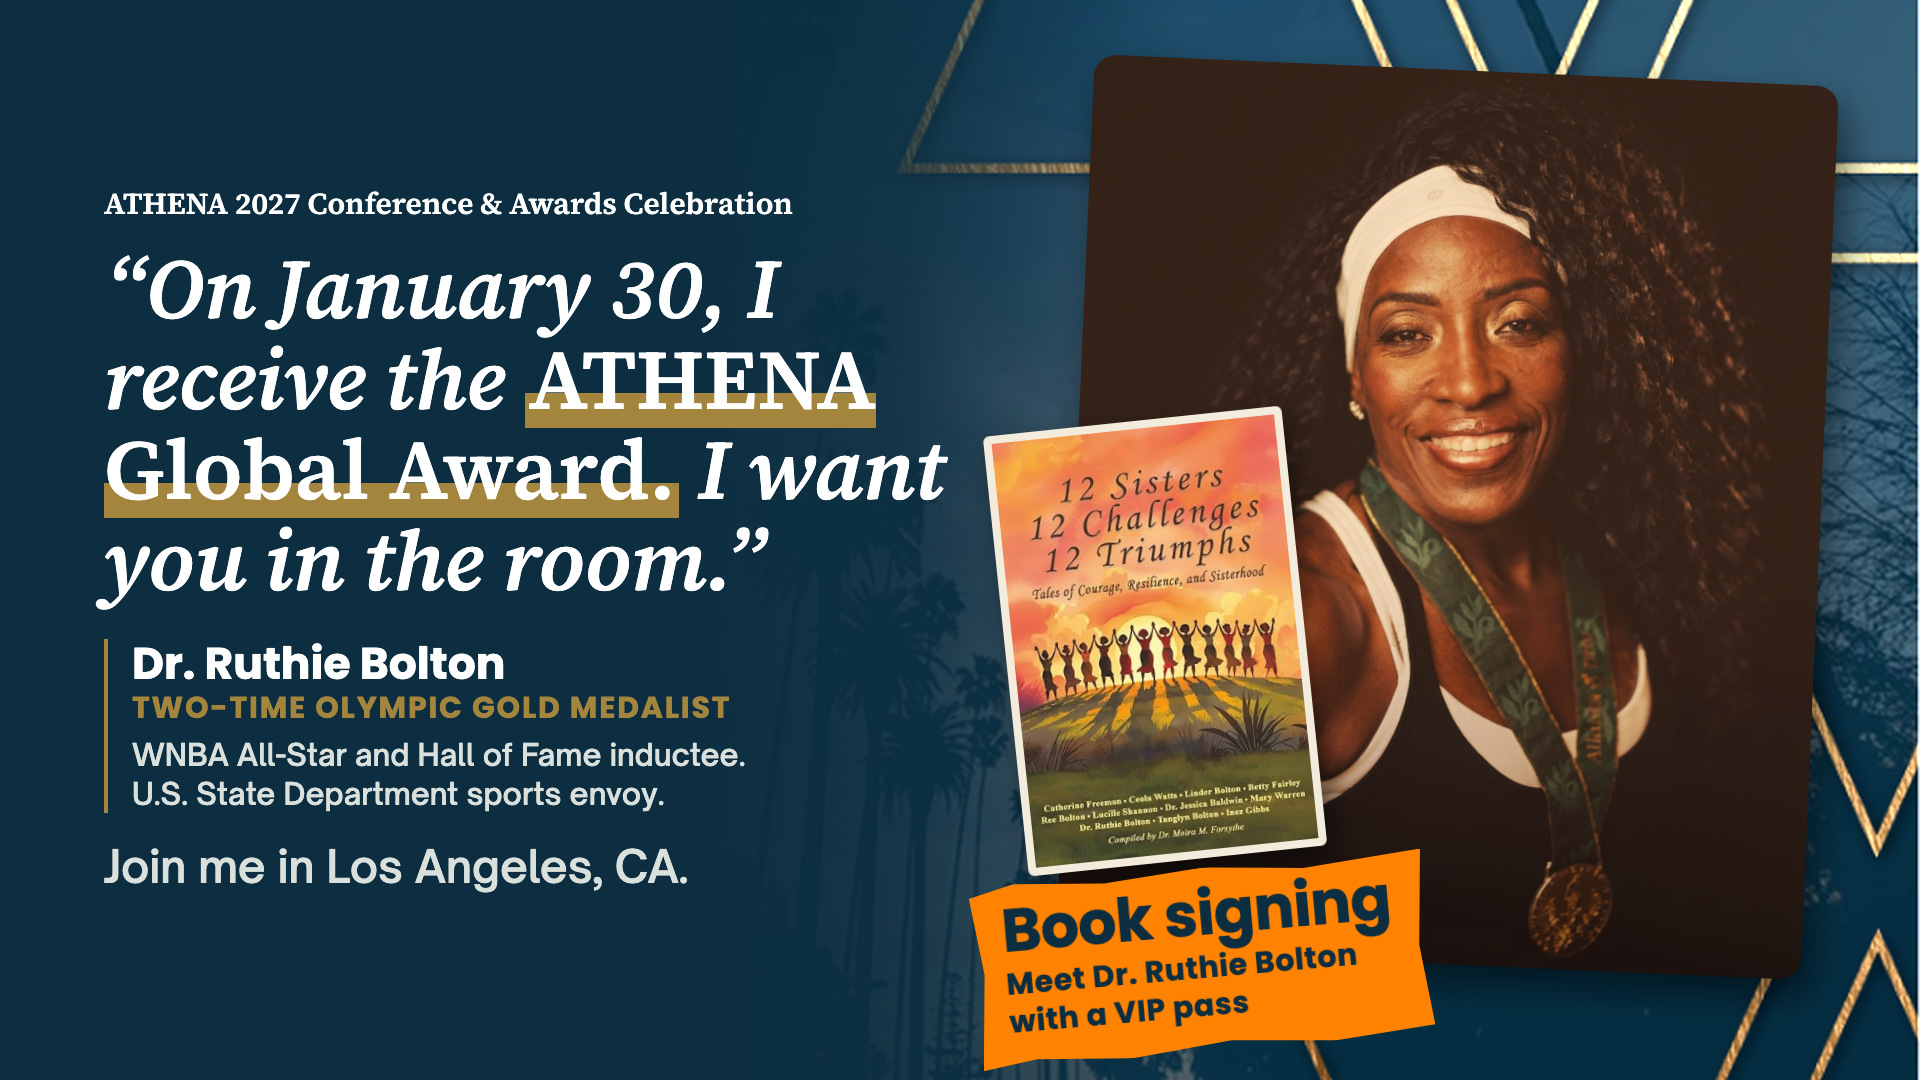 ATHENA 2027 Conference & Awards Celebration
“On January 30, I
receive the ATHENA
Global Award. I want
you in the room.”
Dr. Ruthie Bolton
TWO-TIME OLYMPIC GOLD MEDALIST
WNBA All-Star and Hall of Fame inductee.
U.S. State Department sports envoy.
Join me in Los Angeles, CA.
12 Sisters
12 Challenges
12 Triumphs
Tales of Courage, Resilience, and Sisterhood
Catherine Freeman • Ceola Watts • Linder Bolton • Betty Fairley
Ree Bolton • Lucille Shannon • Dr. Jessica Baldwin • Mary Warren
Dr. Ruthie Bolton • Tanglyn Bolton • Inez Gibbs
Compiled by Dr. Moira M. Forsythe
Book signing
Meet Dr. Ruthie Bolton
with a VIP pass
Atlanta 1996